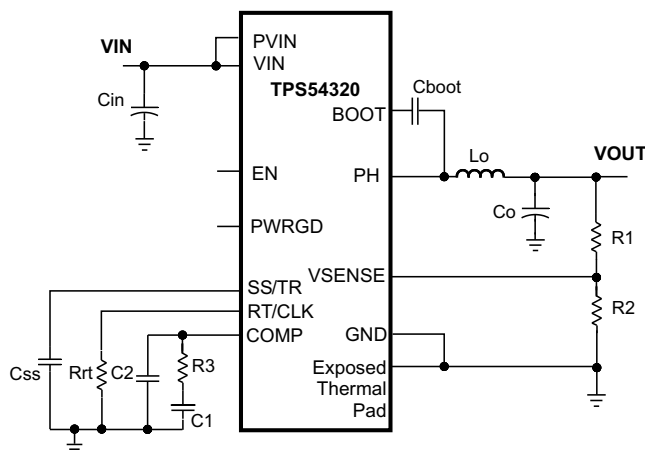 VIN
PVIN
VIN
TPS54320
Cin
BOOT
Cboot
EN
PH
Lo
VOUT
Co
R1
PWRGD
VSENSE
R2
SS/TR
RT/CLK
COMP
GND
Css
Rrt
C2
R3
C1
Exposed
Thermal
Pad